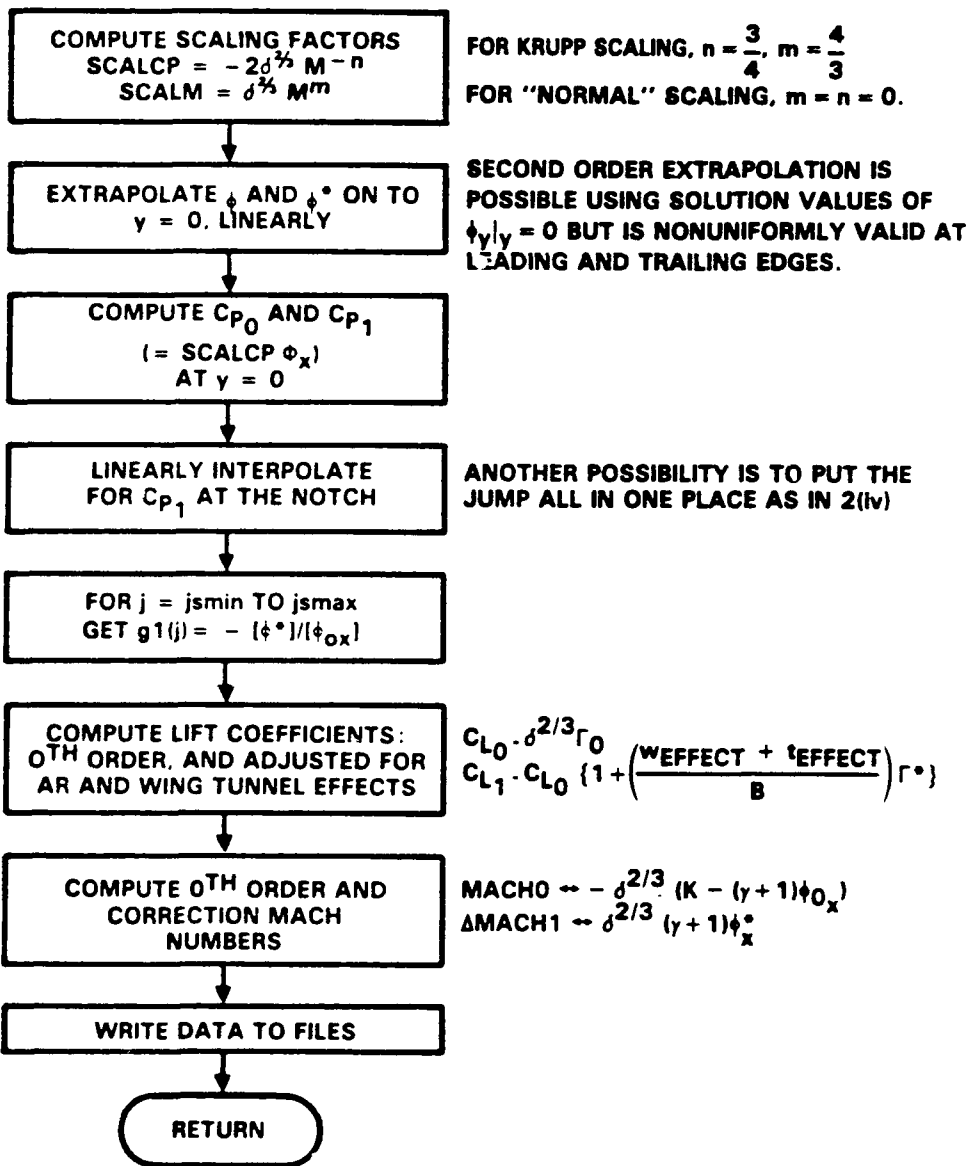 COMPUTE SCALING FACTORS
SCALCP = -2δ^⅔ M^-n
SCALM = δ^⅔ M^m
FOR KRUPP SCALING, n = 3/4, m = 4/3
FOR "NORMAL" SCALING, m = n = 0.
EXTRAPOLATE ϕ AND ϕ* ON TO
y = 0, LINEARLY
SECOND ORDER EXTRAPOLATION IS
POSSIBLE USING SOLUTION VALUES OF
ϕy|y = 0 BUT IS NONUNIFORMLY VALID AT
LEADING AND TRAILING EDGES.
COMPUTE CP0 AND CP1
(= SCALCP Φx)
AT y = 0
LINEARLY INTERPOLATE
FOR CP1 AT THE NOTCH
ANOTHER POSSIBILITY IS TO PUT THE
JUMP ALL IN ONE PLACE AS IN 2(iv)
FOR j = jsmin TO jsmax
GET g1(j) = - [ϕ*]/[ϕox]
COMPUTE LIFT COEFFICIENTS:
0TH ORDER, AND ADJUSTED FOR
AR AND WING TUNNEL EFFECTS
CL0 - δ^2/3 Γ0
CL1 - CL0 {1 + ((wEFFECT + tEFFECT)/B) Γ*}
COMPUTE 0TH ORDER AND
CORRECTION MACH
NUMBERS
MACH0 ↔ - δ^2/3 (K - (γ + 1)ϕ0x)
ΔMACH1 ↔ δ^2/3 (γ + 1)ϕ*x
WRITE DATA TO FILES
RETURN